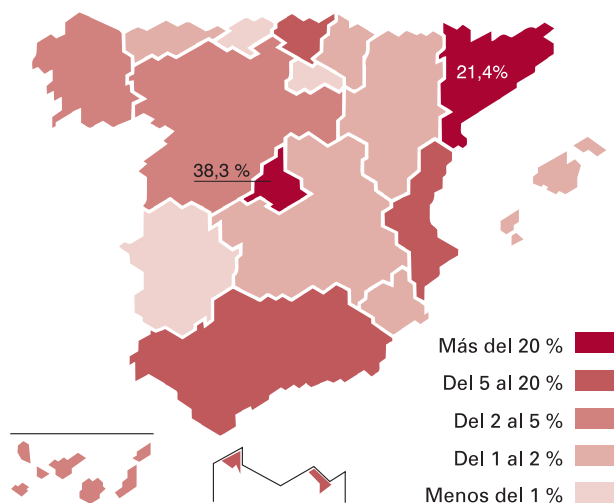 21,4%
38,3 %
Más del 20 %
Del 5 al 20 %
Del 2 al 5 %
Del 1 al 2 %
Menos del 1 %